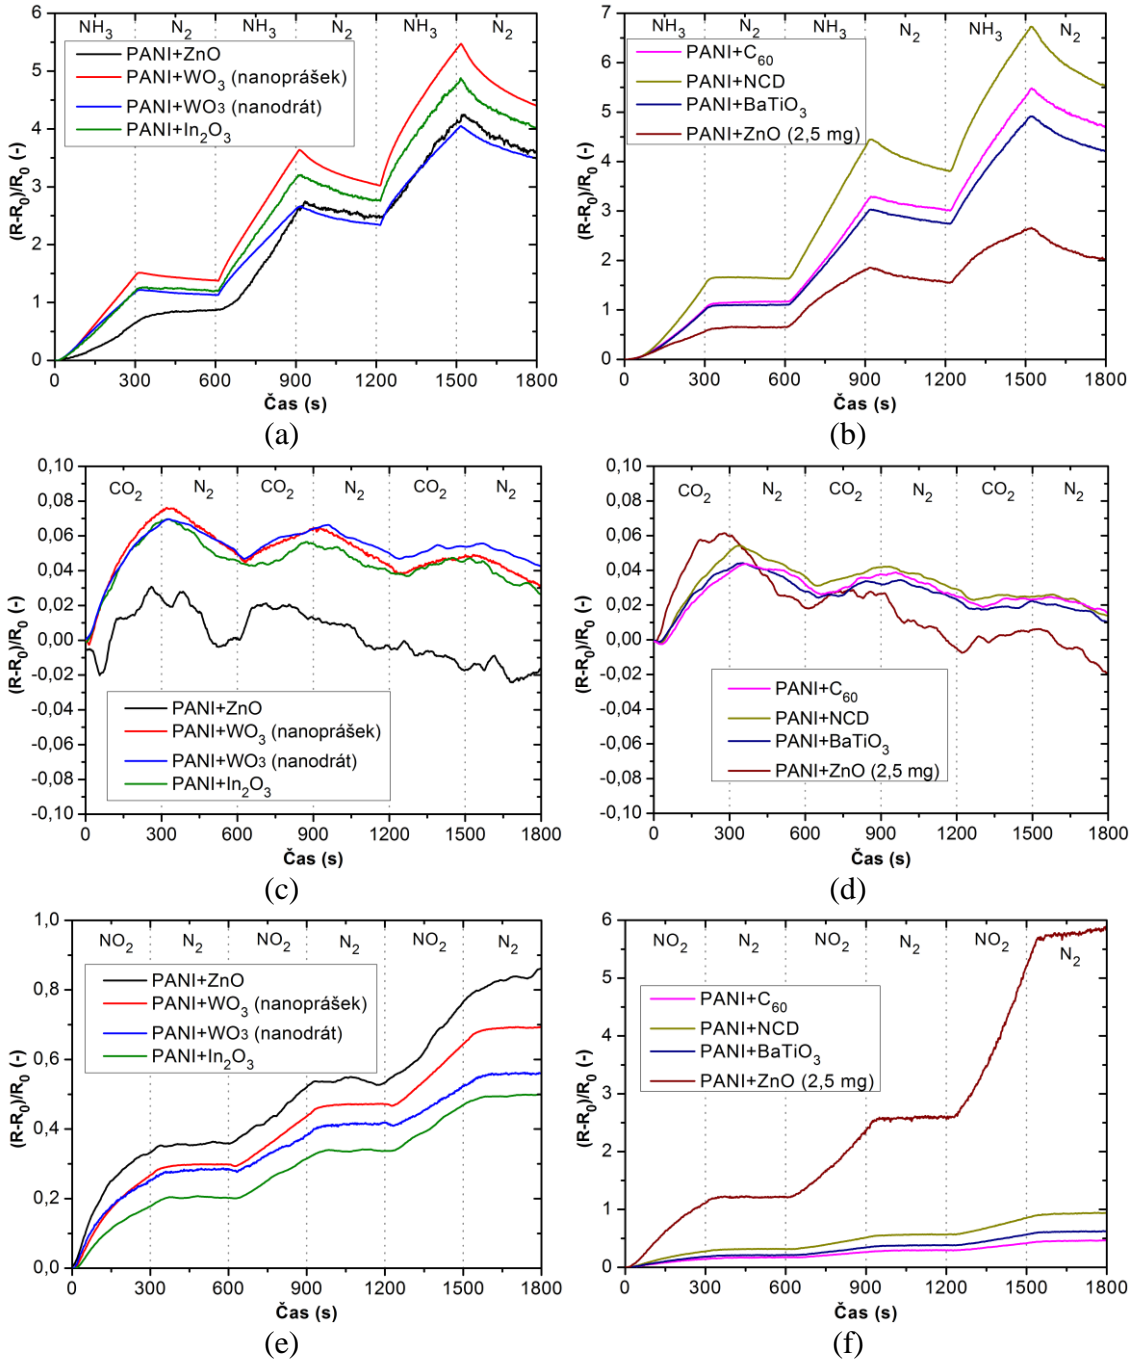 NH3 N2 NH3 N2 NH3 N2
PANI+ZnO
PANI+WO3 (nanoprášek)
PANI+WO3 (nanodrát)
PANI+In2O3
(R-R0)/R0 (-)
6
5
4
3
2
1
0
0 300 600 900 1200 1500 1800
Čas (s)
(a)
NH3 N2 NH3 N2 NH3 N2
PANI+C60
PANI+NCD
PANI+BaTiO3
PANI+ZnO (2,5 mg)
(R-R0)/R0 (-)
7
6
5
4
3
2
1
0
0 300 600 900 1200 1500 1800
Čas (s)
(b)
CO2 N2 CO2 N2 CO2 N2
(R-R0)/R0 (-)
0,10
0,08
0,06
0,04
0,02
0,00
-0,02
-0,04
-0,06
-0,08
-0,10
PANI+ZnO
PANI+WO3 (nanoprášek)
PANI+WO3 (nanodrát)
PANI+In2O3
0 300 600 900 1200 1500 1800
Čas (s)
(c)
CO2 N2 CO2 N2 CO2 N2
(R-R0)/R0 (-)
0,10
0,08
0,06
0,04
0,02
0,00
-0,02
-0,04
-0,06
-0,08
-0,10
PANI+C60
PANI+NCD
PANI+BaTiO3
PANI+ZnO (2,5 mg)
0 300 600 900 1200 1500 1800
Čas (s)
(d)
NO2 N2 NO2 N2 NO2 N2
PANI+ZnO
PANI+WO3 (nanoprášek)
PANI+WO3 (nanodrát)
PANI+In2O3
(R-R0)/R0 (-)
1,0
0,8
0,6
0,4
0,2
0,0
0 300 600 900 1200 1500 1800
Čas (s)
(e)
NO2 N2 NO2 N2 NO2 N2
PANI+C60
PANI+NCD
PANI+BaTiO3
PANI+ZnO (2,5 mg)
(R-R0)/R0 (-)
6
5
4
3
2
1
0
0 300 600 900 1200 1500 1800
Čas (s)
(f)